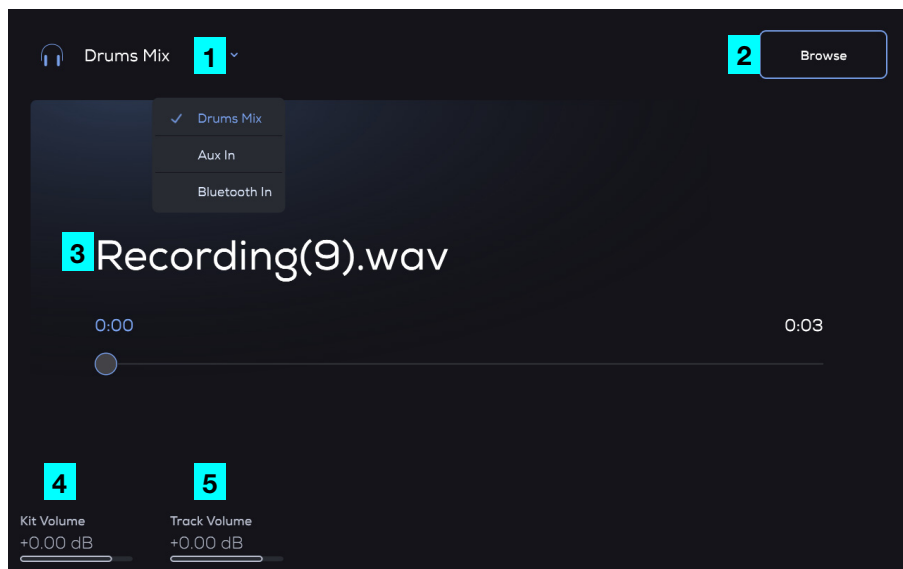 Drums Mix 1
2 Browse
Drums Mix
Aux In
Bluetooth In
3 Recording(9).wav
0:00 0:03
4 5
Kit Volume Track Volume
+0.00 dB +0.00 dB